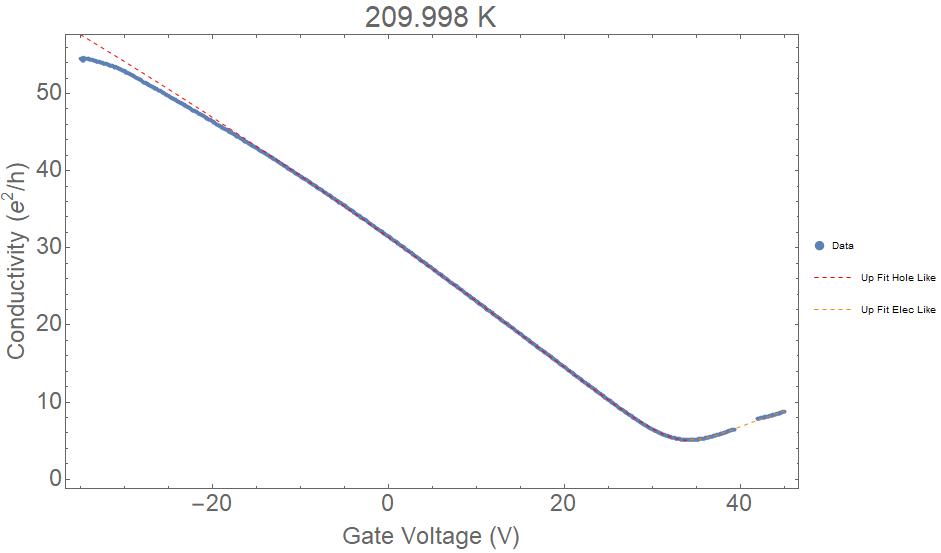 209.998 K
Conductivity (e²/h)
50
40
30
20
10
0
−20
0
20
40
Gate Voltage (V)
Data
Up Fit Hole Like
Up Fit Elec Like